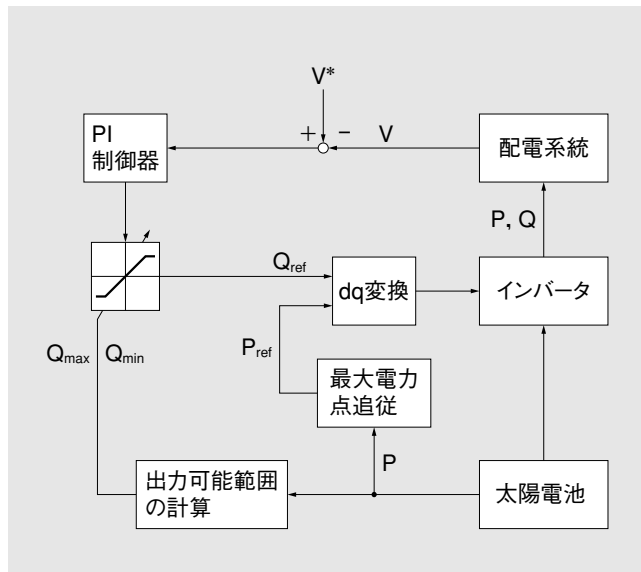 V*
PI
制御器
+
−
V
配電系統
P, Q
Qref
dq変換
インバータ
Qmax
Qmin
Pref
最大電力
点追従
P
出力可能範囲
の計算
太陽電池